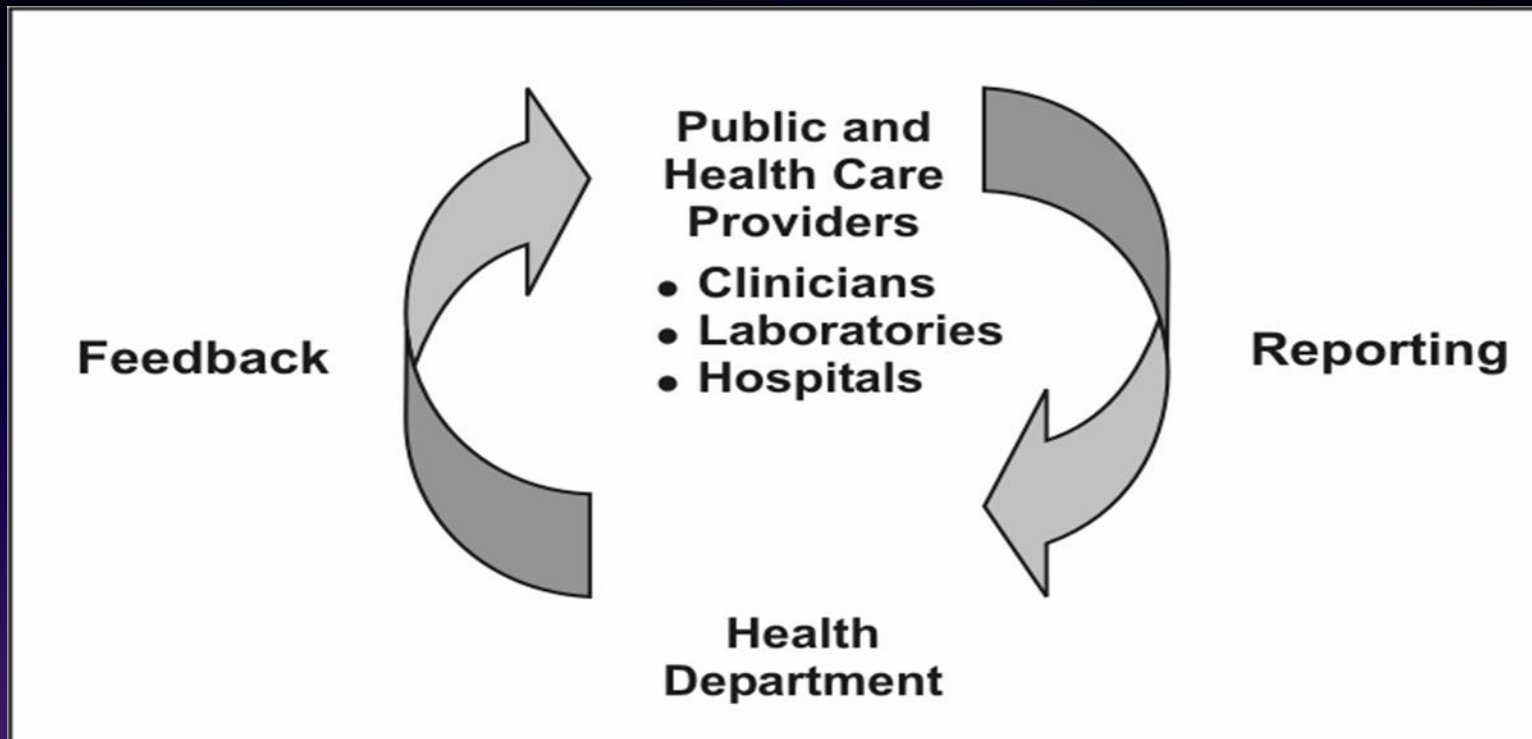 Public and
Health Care
Providers
• Clinicians
• Laboratories
• Hospitals
Feedback
Reporting
Health
Department